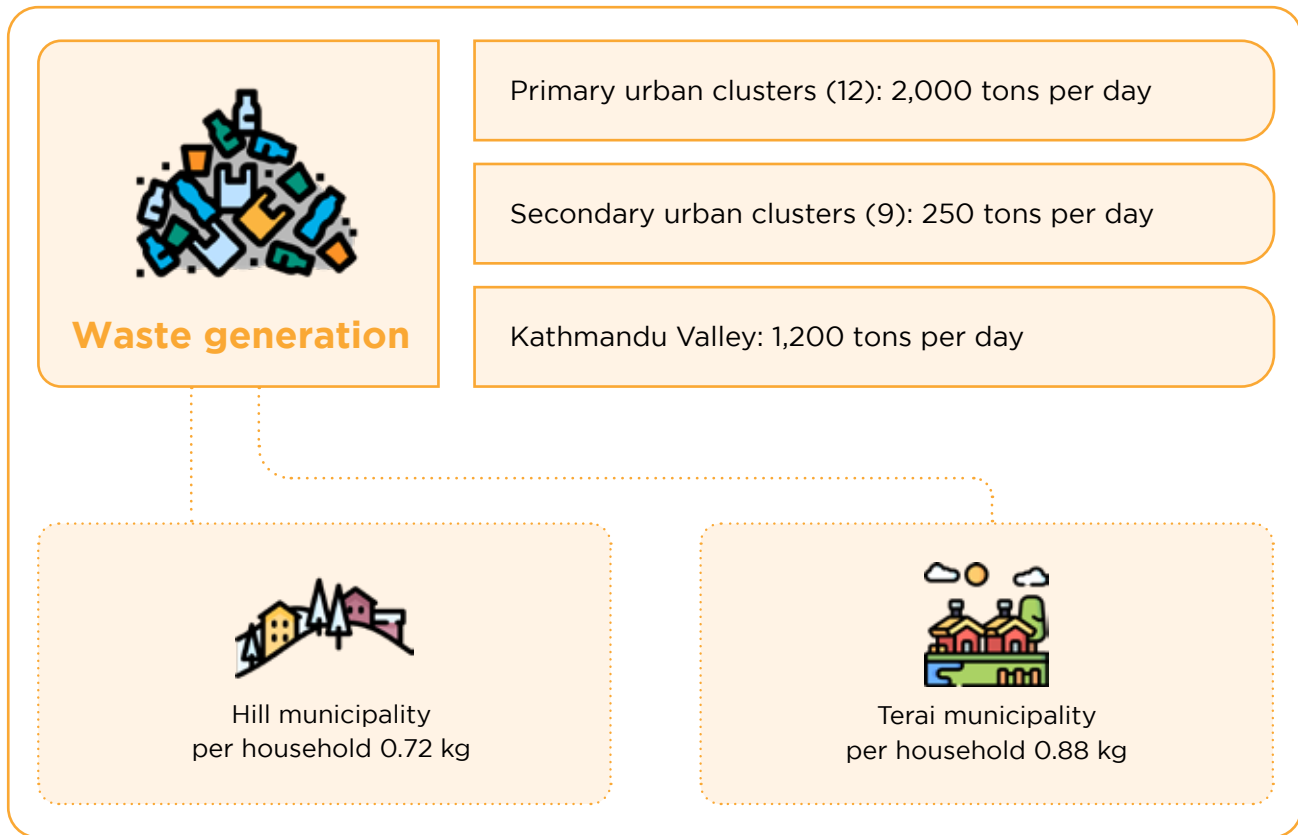 Primary urban clusters (12): 2,000 tons per day
Secondary urban clusters (9): 250 tons per day
Waste generation
Kathmandu Valley: 1,200 tons per day
Hill municipality
per household 0.72 kg
Terai municipality
per household 0.88 kg